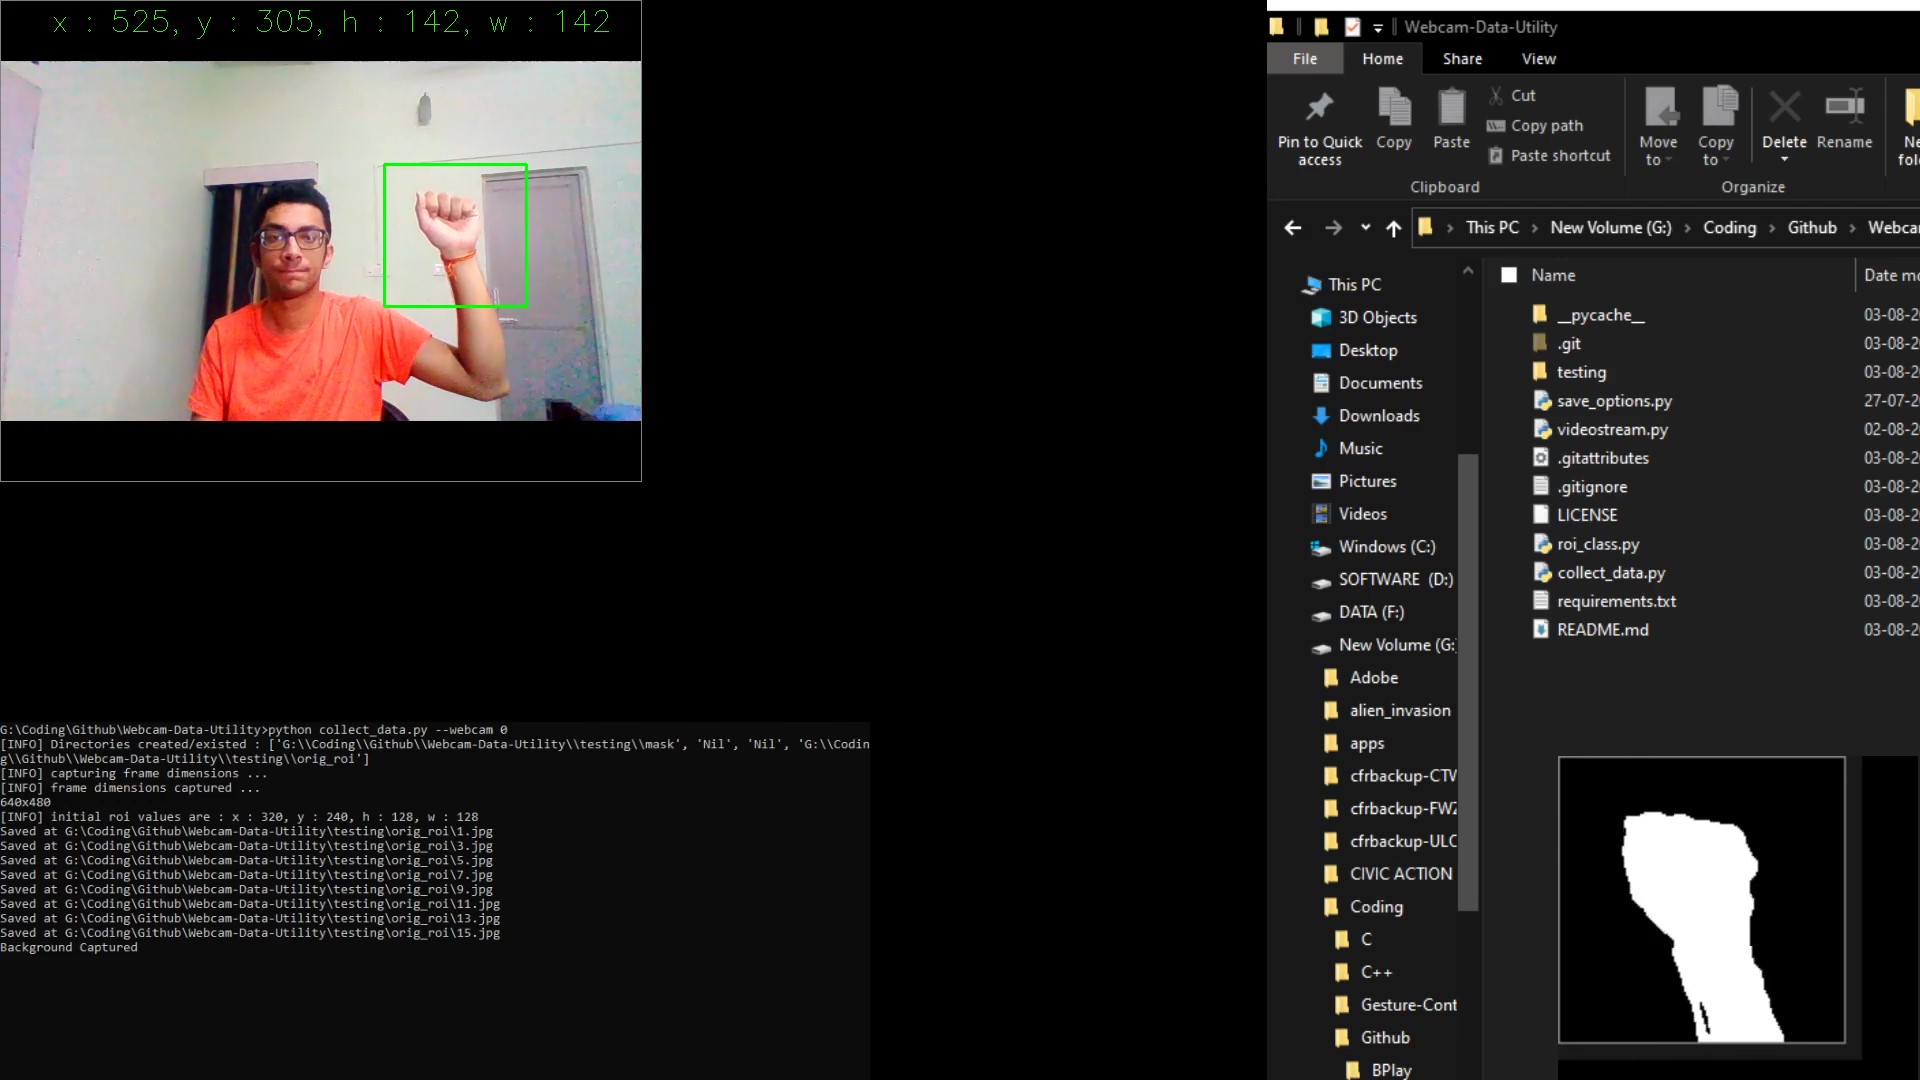 x : 525, y : 305, h : 142, w : 142
Webcam-Data-Utility
File Home Share View
Pin to Quick access
Copy
Paste
Cut
Copy path
Paste shortcut
Move to
Copy to
Delete
Rename
Clipboard
Organize
This PC New Volume (G:) Coding Github
This PC
3D Objects
Desktop
Documents
Downloads
Music
Pictures
Videos
Windows (C:)
SOFTWARE (D:)
DATA (F:)
New Volume (G:
Adobe
alien_invasion
apps
cfrbackup-CTV
cfrbackup-FWZ
cfrbackup-ULC
CIVIC ACTION
Coding
C
C++
Gesture-Cont
Github
BPlay
Name Date mo
__pycache__ 03-08-2
.git 03-08-2
testing 03-08-2
save_options.py 27-07-2
videostream.py 02-08-2
.gitattributes 03-08-2
.gitignore 03-08-2
LICENSE 03-08-2
roi_class.py 03-08-2
collect_data.py 03-08-2
requirements.txt 03-08-2
README.md 03-08-2
G:\Coding\Github\Webcam-Data-Utility>python collect_data.py --webcam 0
[INFO] Directories created/existed : ['G:\\Coding\\Github\\Webcam-Data-Utility\\testing\\mask', 'Nil', 'Nil', 'G:\\Codin
g\\Github\\Webcam-Data-Utility\\testing\\orig_roi']
[INFO] capturing frame dimensions ...
[INFO] frame dimensions captured ...
640x480
[INFO] initial roi values are : x : 320, y : 240, h : 128, w : 128
Saved at G:\Coding\Github\Webcam-Data-Utility\testing\orig_roi\1.jpg
Saved at G:\Coding\Github\Webcam-Data-Utility\testing\orig_roi\3.jpg
Saved at G:\Coding\Github\Webcam-Data-Utility\testing\orig_roi\5.jpg
Saved at G:\Coding\Github\Webcam-Data-Utility\testing\orig_roi\7.jpg
Saved at G:\Coding\Github\Webcam-Data-Utility\testing\orig_roi\9.jpg
Saved at G:\Coding\Github\Webcam-Data-Utility\testing\orig_roi\11.jpg
Saved at G:\Coding\Github\Webcam-Data-Utility\testing\orig_roi\13.jpg
Saved at G:\Coding\Github\Webcam-Data-Utility\testing\orig_roi\15.jpg
Background Captured